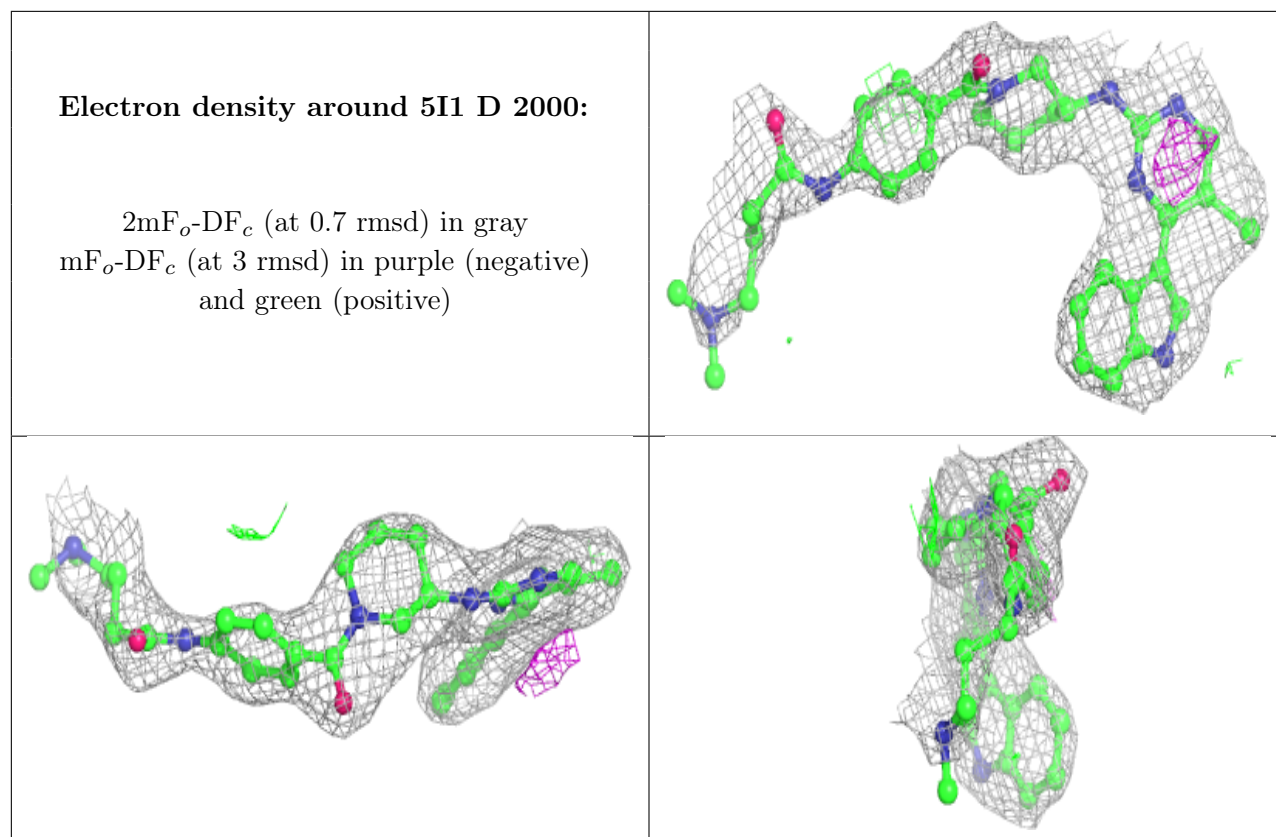 Electron density around 5I1 D 2000:
2mFo-DFc (at 0.7 rmsd) in gray
mFo-DFc (at 3 rmsd) in purple (negative)
and green (positive)